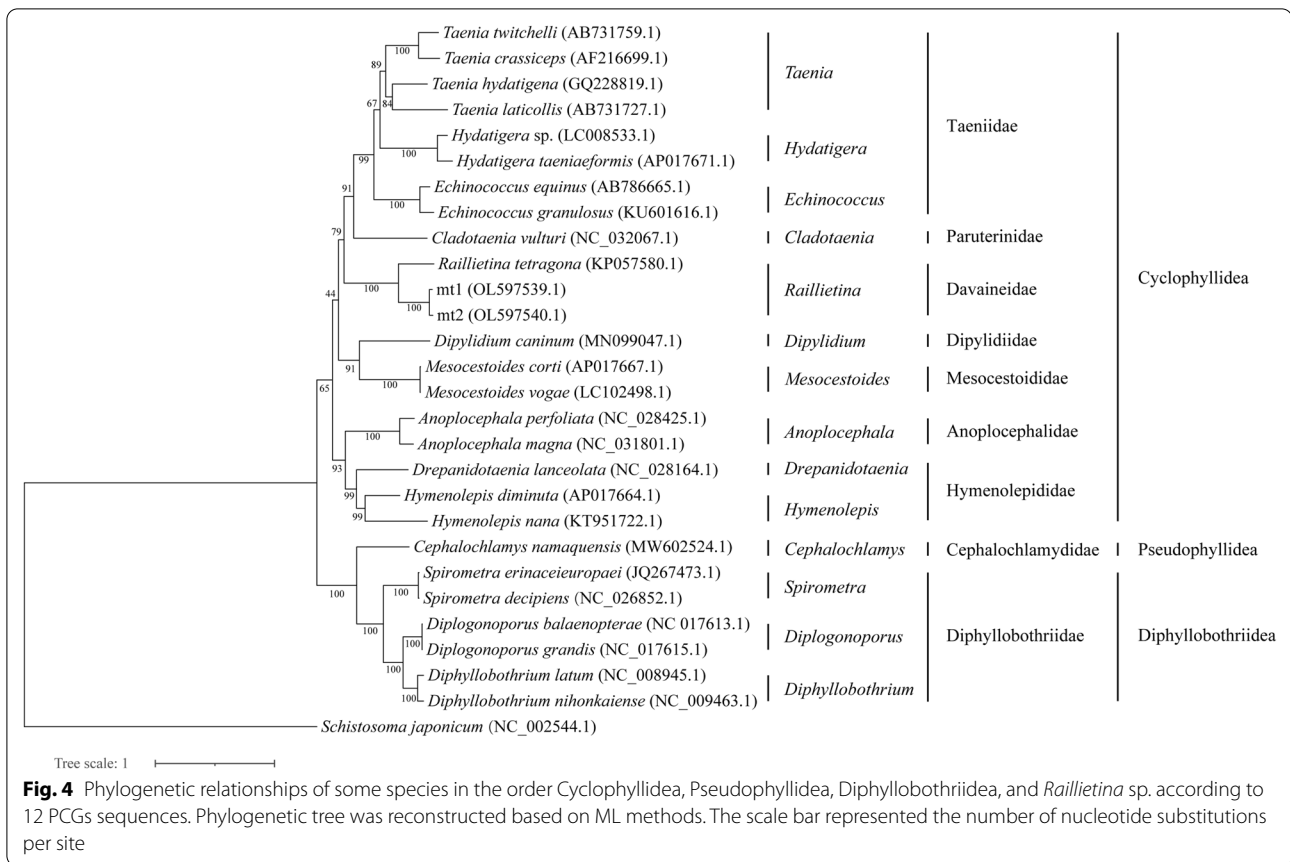 Taenia twitchelli (AB731759.1)
100
Taenia crassiceps (AF216699.1)
89
Taenia hydatigena (GQ228819.1)
Taenia
84
67
Taenia laticollis (AB731727.1)
Taeniidae
Hydatigera sp. (LC008533.1)
100
Hydatigera
99
Hydatigera taeniaeformis (AP017671.1)
Echinococcus equinus (AB786665.1)
91
100
Echinococcus
Echinococcus granulosus (KU601616.1)
79
Cladotaenia vulturi (NC_032067.1)
Cladotaenia
Paruterinidae
Raillietina tetragona (KP057580.1)
Cyclophyllidea
100
44
mt1 (OL597539.1)
Raillietina
Davaineidae
100
mt2 (OL597540.1)
Dipylidium caninum (MN099047.1)
Dipylidium
Dipylidiidae
91
Mesocestoides corti (AP017667.1)
65
100
Mesocestoides
Mesocestoididae
Mesocestoides vogae (LC102498.1)
Anoplocephala perfoliata (NC_028425.1)
100
Anoplocephala
Anoplocephalidae
Anoplocephala magna (NC_031801.1)
93
Drepanidotaenia lanceolata (NC_028164.1)
Drepanidotaenia
99
Hymenolepididae
Hymenolepis diminuta (AP017664.1)
99
Hymenolepis
Hymenolepis nana (KT951722.1)
Cephalochlamys namaquensis (MW602524.1)
Cephalochlamys
Cephalochlamydidae
Pseudophyllidea
100
Spirometra erinaceieuropaei (JQ267473.1)
100
Spirometra
Spirometra decipiens (NC_026852.1)
100
Diplogonoporus balaenopterae (NC 017613.1)
100
Diplogonoporus
Diphyllobothriidae
Diphyllobothriidea
Diplogonoporus grandis (NC_017615.1)
100
Diphyllobothrium latum (NC_008945.1)
100
Diphyllobothrium
Diphyllobothrium nihonkaiense (NC_009463.1)
Schistosoma japonicum (NC_002544.1)
Tree scale: 1
Fig. 4 Phylogenetic relationships of some species in the order Cyclophyllidea, Pseudophyllidea, Diphyllobothriidea, and Raillietina sp. according to
12 PCGs sequences. Phylogenetic tree was reconstructed based on ML methods. The scale bar represented the number of nucleotide substitutions
per site